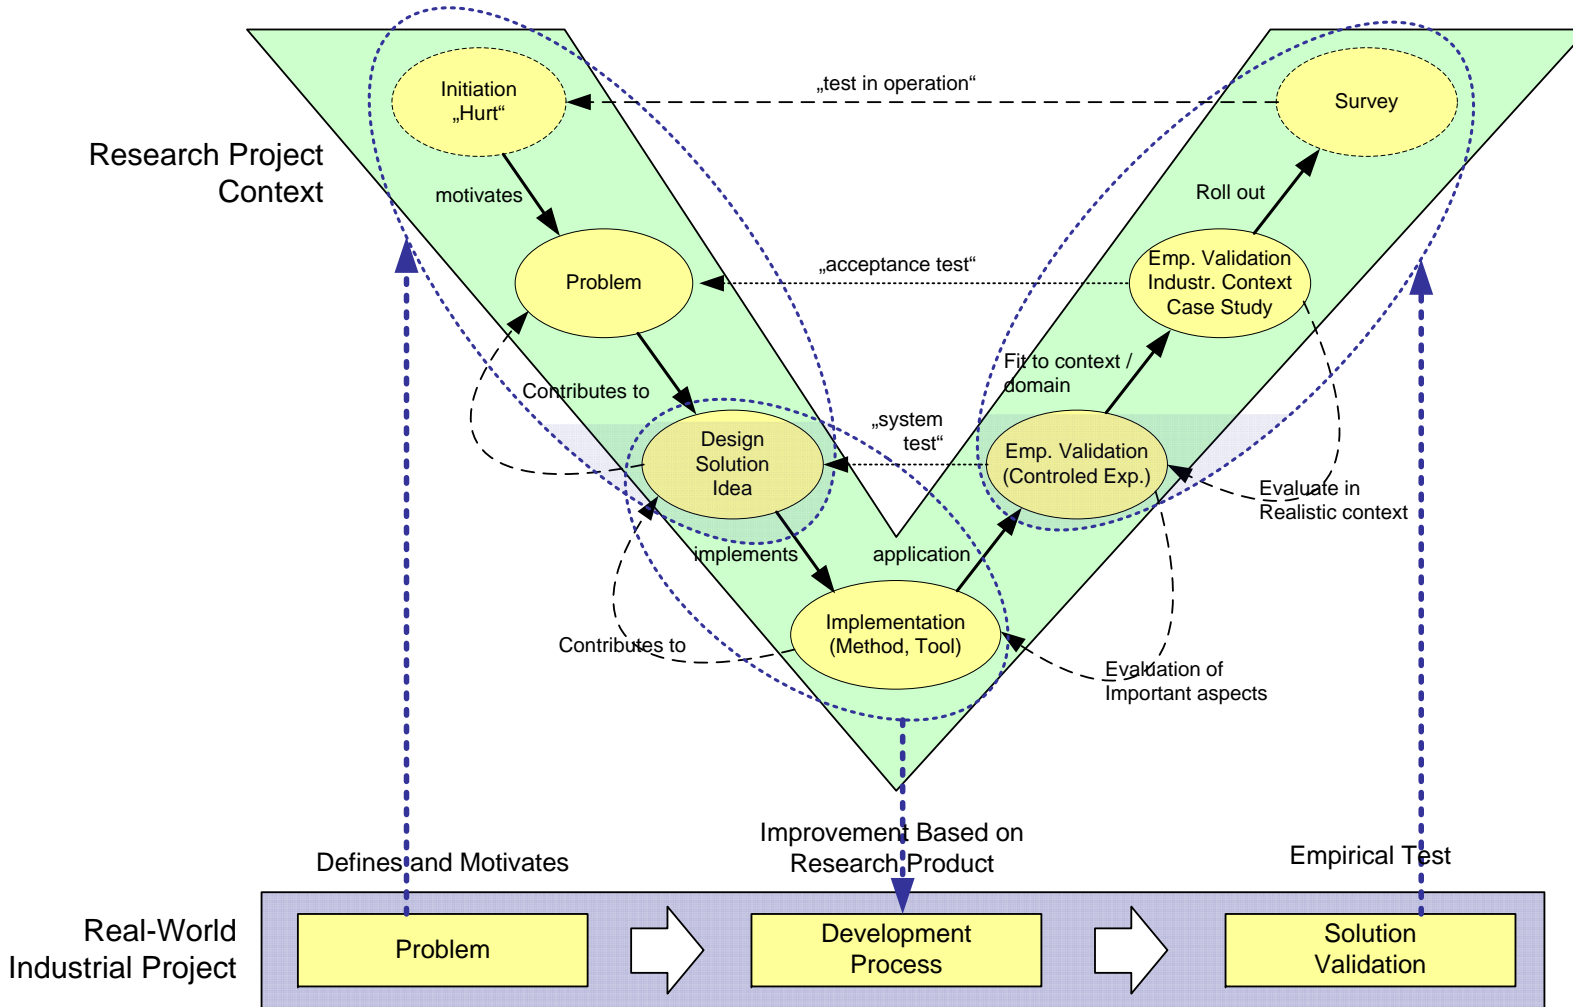 Initiation
„Hurt“
„test in operation“
Survey
Research Project
Context
motivates
Roll out
Problem
„acceptance test“
Emp. Validation
Industr. Context
Case Study
Contributes to
Fit to context /
domain
Design
Solution
Idea
„system
test“
Emp. Validation
(Controled Exp.)
Evaluate in
Realistic context
implements
application
Implementation
(Method, Tool)
Contributes to
Evaluation of
Important aspects
Defines and Motivates
Improvement Based on
Research Product
Empirical Test
Real-World
Industrial Project
Problem
Development
Process
Solution
Validation